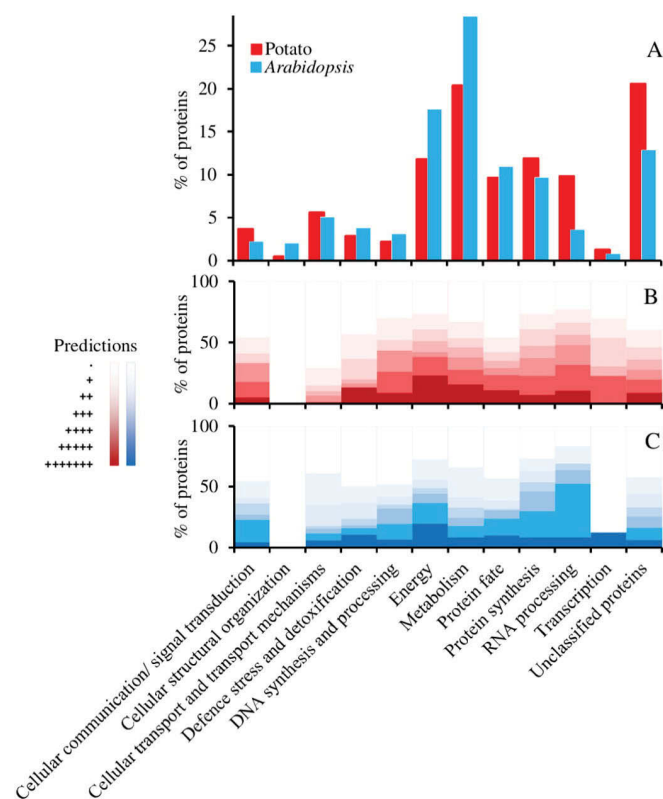 25
20
15
10
5
0
% of proteins
Potato
Arabidopsis
A
100
50
0
% of proteins
B
Predictions
-
+
++
+++
++++
+++++
+++++++
100
50
0
% of proteins
C
Cellular communication/ signal transduction
Cellular structural organization
Cellular transport and transport mechanisms
Defence stress and detoxification
DNA synthesis and processing
Energy
Metabolism
Protein fate
Protein synthesis
RNA processing
Transcription
Unclassified proteins